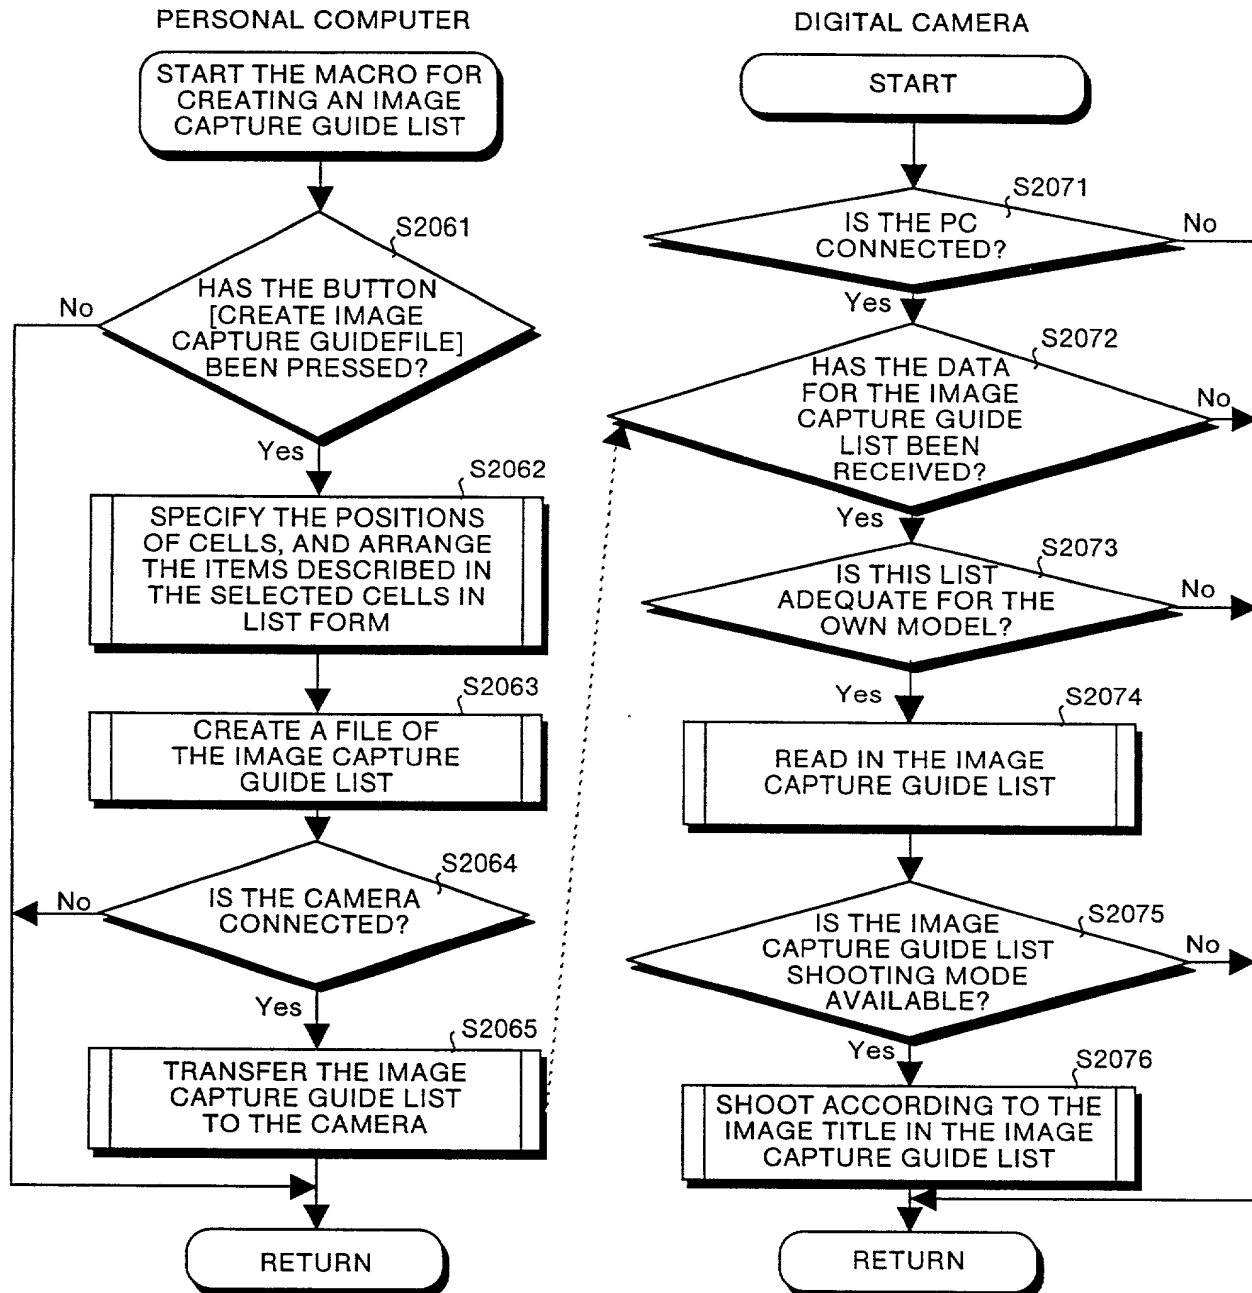 PERSONAL COMPUTER
START THE MACRO FOR
CREATING AN IMAGE
CAPTURE GUIDE LIST
S2061
HAS THE BUTTON
[CREATE IMAGE
CAPTURE GUIDEFILE]
BEEN PRESSED?
No
Yes
S2062
SPECIFY THE POSITIONS
OF CELLS, AND ARRANGE
THE ITEMS DESCRIBED IN
THE SELECTED CELLS IN
LIST FORM
S2063
CREATE A FILE OF
THE IMAGE CAPTURE
GUIDE LIST
S2064
IS THE CAMERA
CONNECTED?
No
Yes
S2065
TRANSFER THE IMAGE
CAPTURE GUIDE LIST
TO THE CAMERA
RETURN
DIGITAL CAMERA
START
S2071
IS THE PC
CONNECTED?
No
Yes
S2072
HAS THE DATA
FOR THE IMAGE
CAPTURE GUIDE
LIST BEEN
RECEIVED?
No
Yes
S2073
IS THIS LIST
ADEQUATE FOR THE
OWN MODEL?
No
Yes
S2074
READ IN THE IMAGE
CAPTURE GUIDE LIST
S2075
IS THE IMAGE
CAPTURE GUIDE LIST
SHOOTING MODE
AVAILABLE?
No
Yes
S2076
SHOOT ACCORDING TO THE
IMAGE TITLE IN THE IMAGE
CAPTURE GUIDE LIST
RETURN